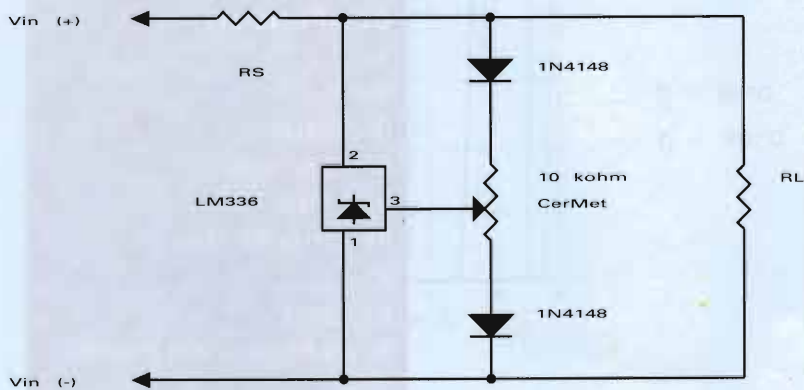 Vin (+)
RS
1N4148
2
10 kohm
RL
LM336
3
CerMet
1
1N4148
Vin (-)